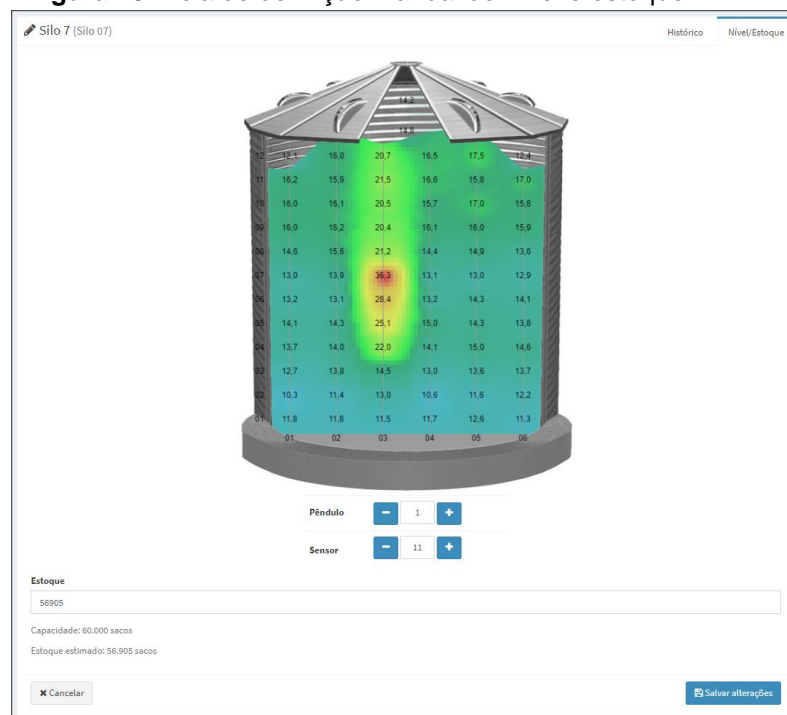 Silo 7 (Silo 07)
Histórico
Nível/Estoque
14,2
14,8
12 12,1 16,0 20,7 16,5 17,5 12,4
11 16,2 15,9 21,5 16,6 15,8 17,0
10 16,0 16,1 20,5 15,7 17,0 15,8
09 16,0 16,2 20,4 16,1 16,0 15,9
08 14,6 15,6 21,2 14,4 14,9 13,6
07 13,0 13,9 36,3 13,1 13,0 12,9
06 13,2 13,1 28,4 13,2 14,3 14,1
05 14,1 14,3 25,1 15,0 14,3 13,8
04 13,7 14,0 22,0 14,1 15,0 14,6
03 12,7 13,8 14,5 13,0 13,6 13,7
02 10,3 11,4 13,0 10,6 11,6 12,2
01 11,8 11,8 11,5 11,7 12,6 11,3
01 02 03 04 05 06
Pêndulo 1
Sensor 11
Estoque
56905
Capacidade: 60.000 sacos
Estoque estimado: 56.905 sacos
Cancelar
Salvar alterações